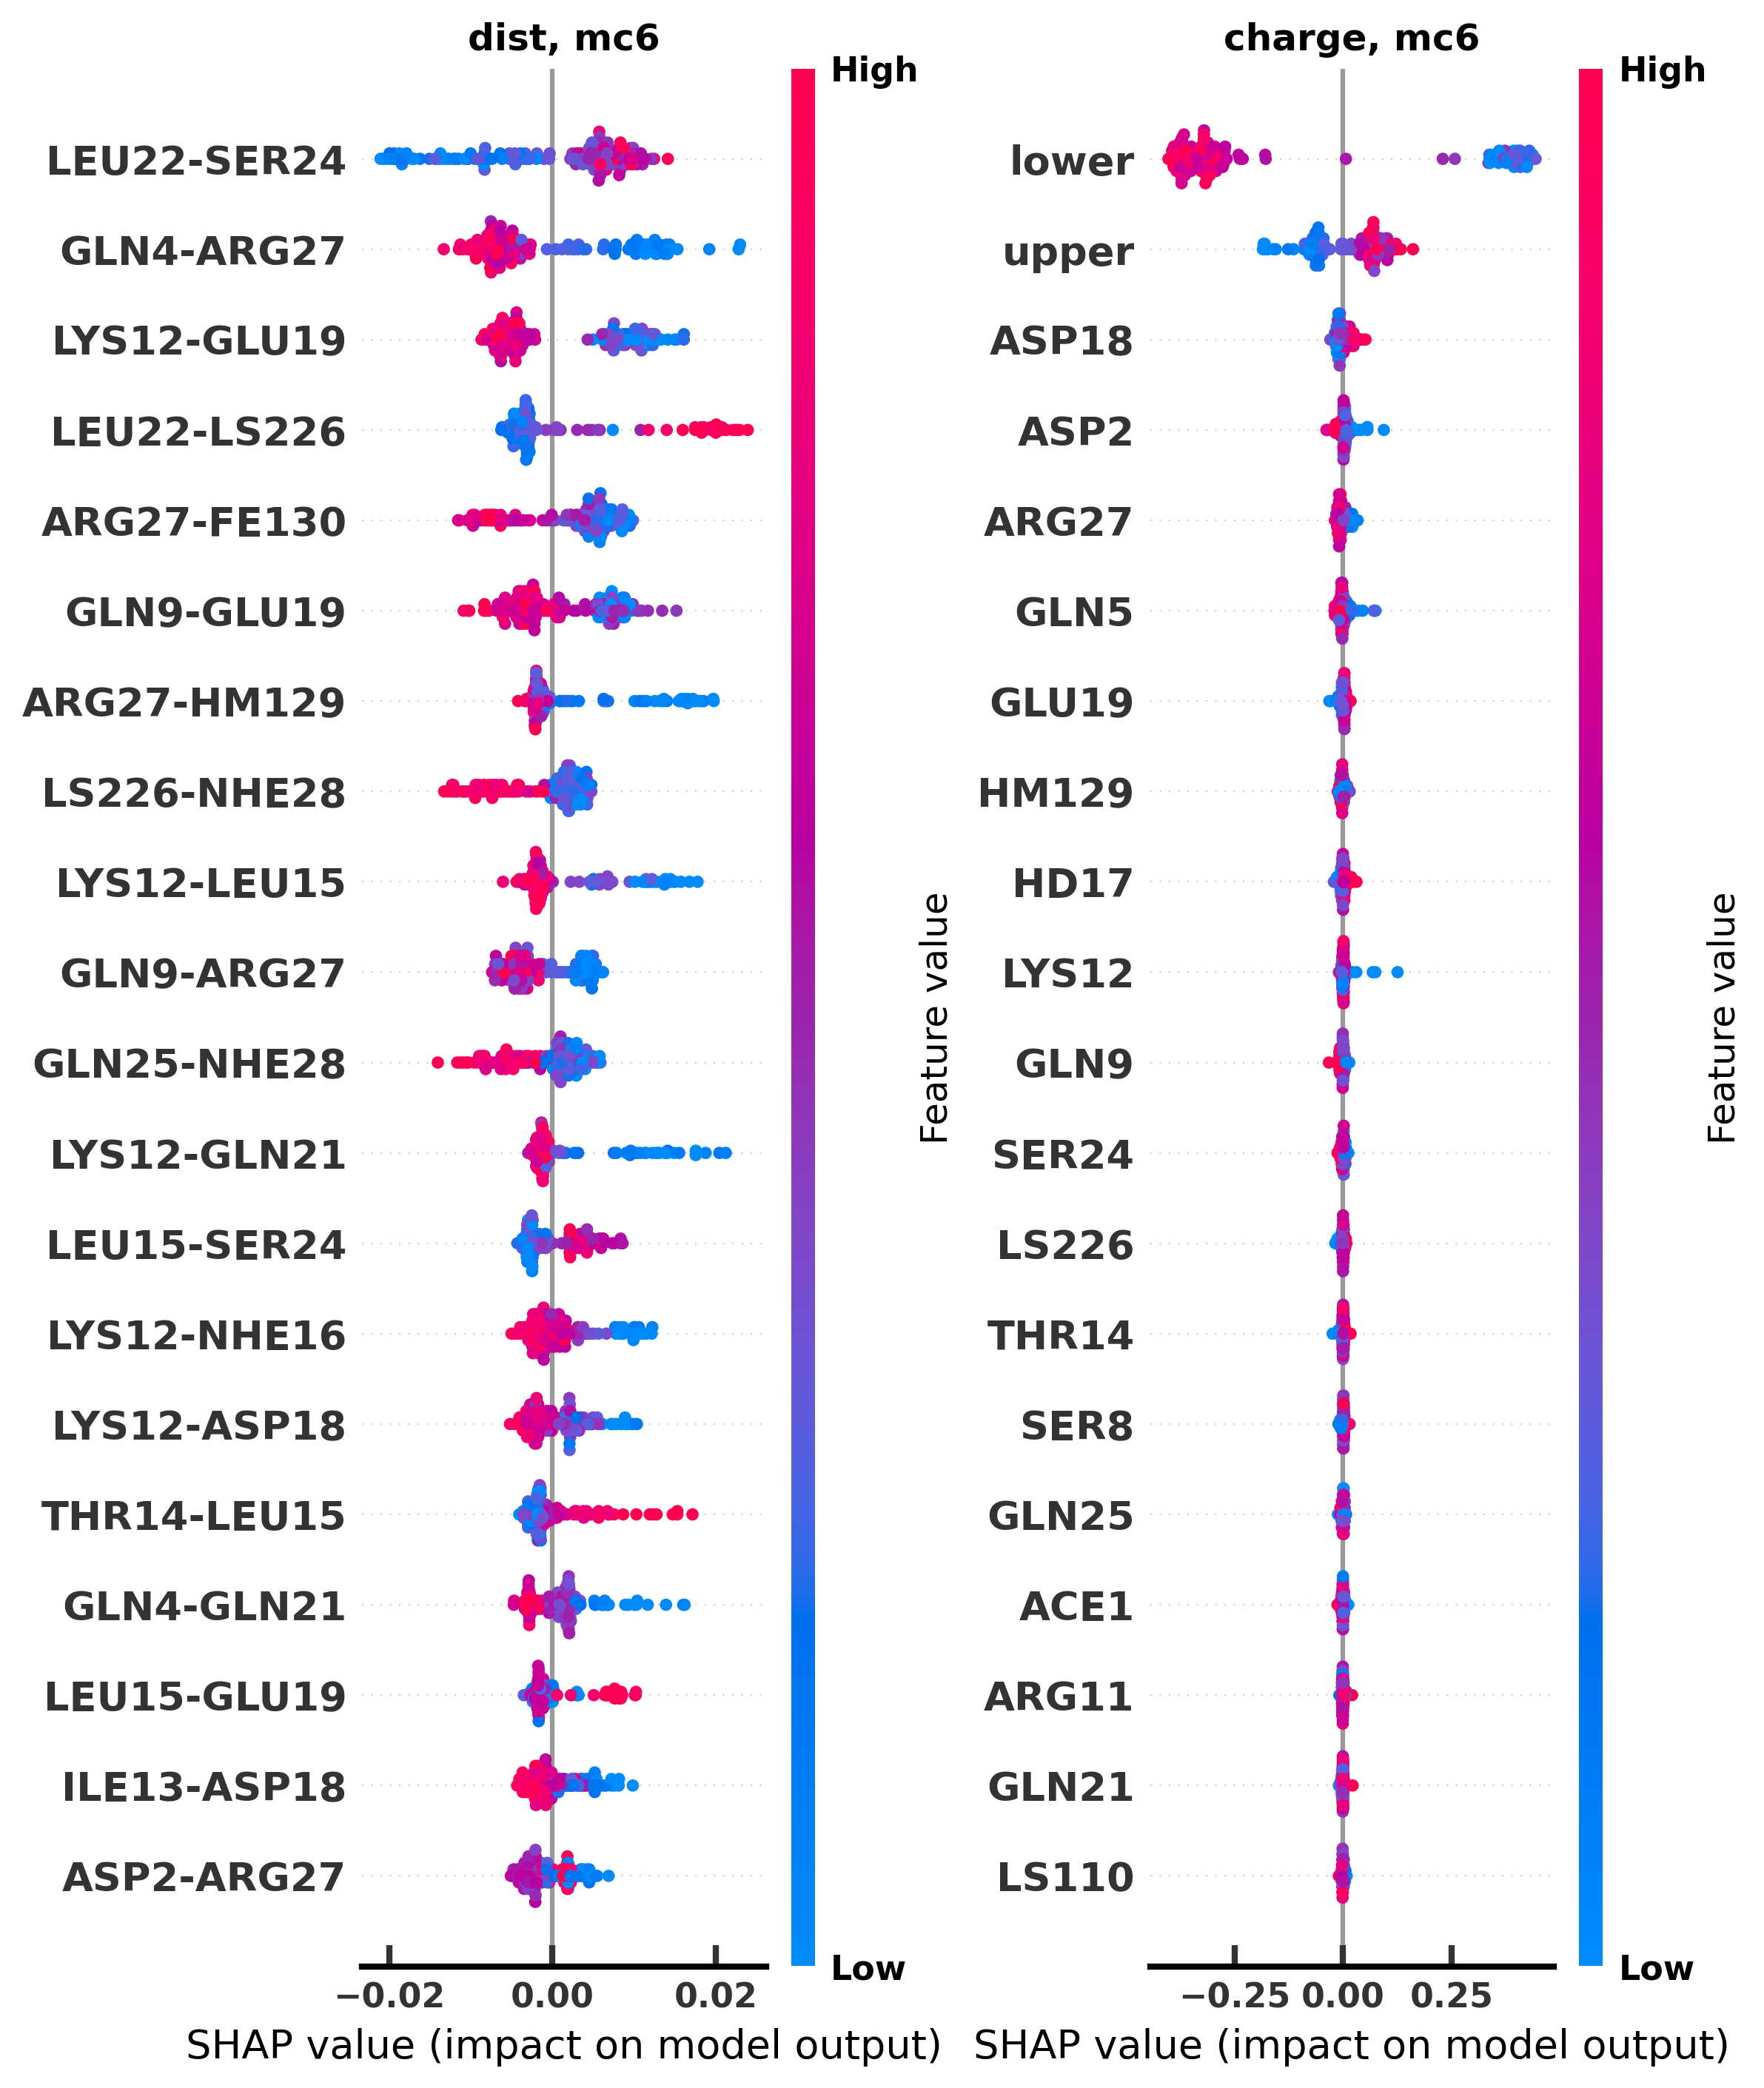 dist, mc6
High
LEU22-SER24
GLN4-ARG27
LYS12-GLU19
LEU22-LS226
ARG27-FE130
GLN9-GLU19
ARG27-HM129
LS226-NHE28
LYS12-LEU15
GLN9-ARG27
GLN25-NHE28
LYS12-GLN21
LEU15-SER24
LYS12-NHE16
LYS12-ASP18
THR14-LEU15
GLN4-GLN21
LEU15-GLU19
ILE13-ASP18
ASP2-ARG27
Feature value
Low
−0.02 0.00 0.02
SHAP value (impact on model output)
charge, mc6
High
lower
upper
ASP18
ASP2
ARG27
GLN5
GLU19
HM129
HD17
LYS12
GLN9
SER24
LS226
THR14
SER8
GLN25
ACE1
ARG11
GLN21
LS110
Feature value
Low
−0.25 0.00 0.25
SHAP value (impact on model output)